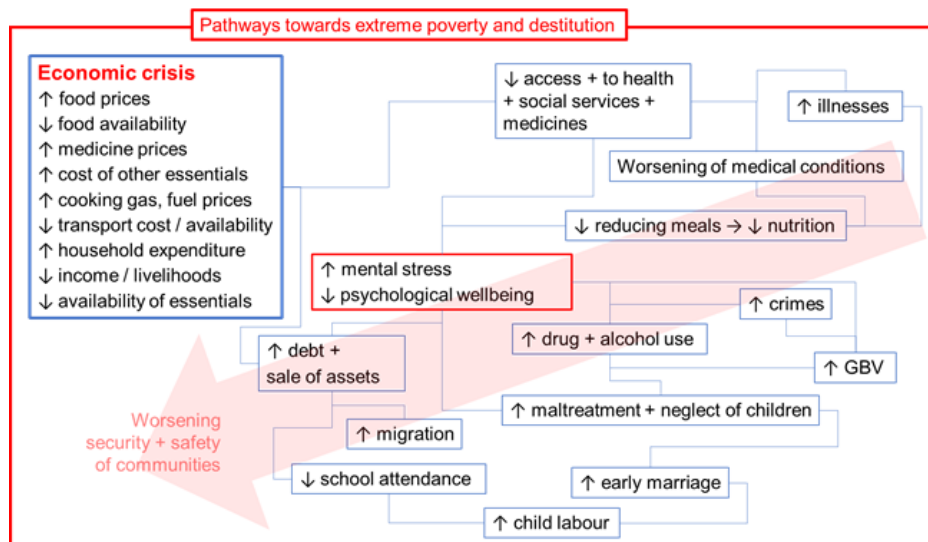 Pathways towards extreme poverty and destitution
Economic crisis
↑ food prices
↓ food availability
↑ medicine prices
↑ cost of other essentials
↑ cooking gas, fuel prices
↓ transport cost / availability
↑ household expenditure
↓ income / livelihoods
↓ availability of essentials
↓ access + to health
+ social services +
medicines
↑ illnesses
Worsening of medical conditions
↓ reducing meals → ↓ nutrition
↑ mental stress
↓ psychological wellbeing
↑ crimes
↑ drug + alcohol use
↑ GBV
↑ debt +
sale of assets
↑ maltreatment + neglect of children
Worsening
security + safety
of communities
↑ migration
↓ school attendance
↑ early marriage
↑ child labour